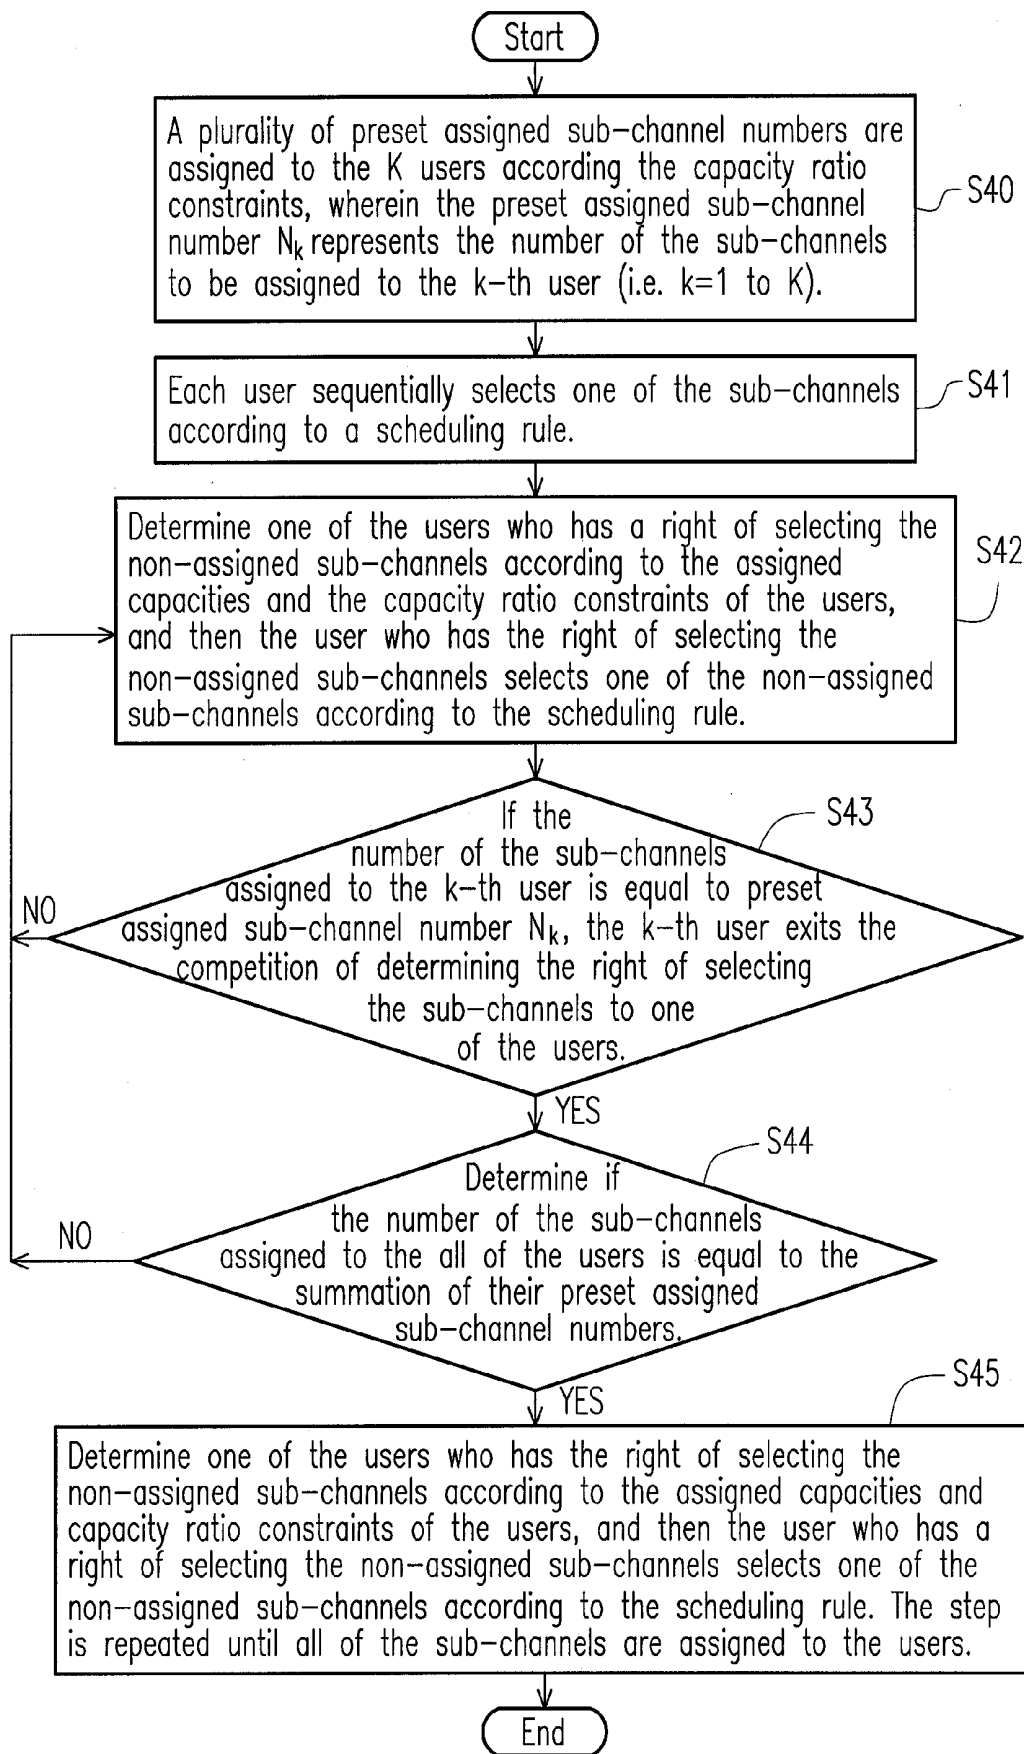 Start
A plurality of preset assigned sub-channel numbers are
assigned to the K users according the capacity ratio
constraints, wherein the preset assigned sub-channel
number Nk represents the number of the sub-channels
to be assigned to the k-th user (i.e. k=1 to K).
S40
Each user sequentially selects one of the sub-channels
according to a scheduling rule.
S41
Determine one of the users who has a right of selecting the
non-assigned sub-channels according to the assigned
capacities and the capacity ratio constraints of the users,
and then the user who has the right of selecting the
non-assigned sub-channels selects one of the non-assigned
sub-channels according to the scheduling rule.
S42
If the
number of the sub-channels
assigned to the k-th user is equal to preset
assigned sub-channel number Nk, the k-th user exits the
competition of determining the right of selecting
the sub-channels to one
of the users.
S43
NO
YES
Determine if
the number of the sub-channels
assigned to the all of the users is equal to the
summation of their preset assigned
sub-channel numbers.
S44
NO
YES
S45
Determine one of the users who has the right of selecting the
non-assigned sub-channels according to the assigned capacities and
capacity ratio constraints of the users, and then the user who has a
right of selecting the non-assigned sub-channels selects one of the
non-assigned sub-channels according to the scheduling rule. The step
is repeated until all of the sub-channels are assigned to the users.
End